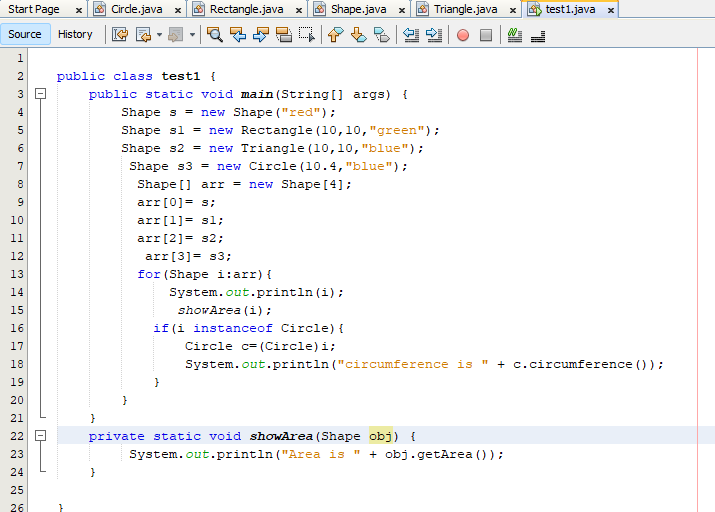 Start Page Circle.java Rectangle.java Shape.java Triangle.java test1.java
Source History
1
2 public class test1 {
3 public static void main(String[] args) {
4 Shape s = new Shape("red");
5 Shape s1 = new Rectangle(10,10,"green");
6 Shape s2 = new Triangle(10,10,"blue");
7 Shape s3 = new Circle(10.4,"blue");
8 Shape[] arr = new Shape[4];
9 arr[0]= s;
10 arr[1]= s1;
11 arr[2]= s2;
12 arr[3]= s3;
13 for(Shape i:arr){
14 System.out.println(i);
15 showArea(i);
16 if(i instanceof Circle){
17 Circle c=(Circle)i;
18 System.out.println("circumference is " + c.circumference());
19 }
20 }
21 }
22 private static void showArea(Shape obj) {
23 System.out.println("Area is " + obj.getArea());
24 }
25
26 }